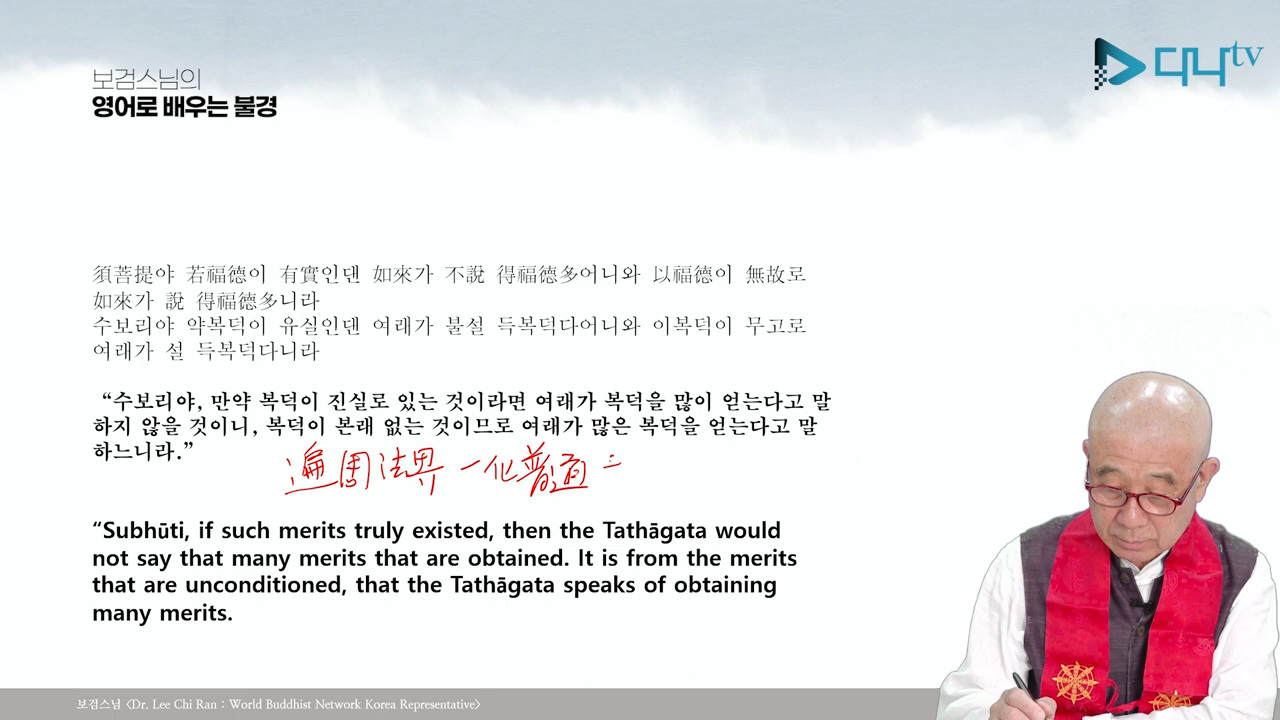 보검스님의
영어로 배우는 불경
다나tv
須菩提야 若福德이 有實인댄 如來가 不說 得福德多어니와 以福德이 無故로
如來가 說 得福德多니라
수보리야 약복덕이 유실인댄 여래가 불설 득복덕다어니와 이복덕이 무고로
여래가 설 득복덕다니라
“수보리야, 만약 복덕이 진실로 있는 것이라면 여래가 복덕을 많이 얻는다고 말
하지 않을 것이니, 복덕이 본래 없는 것이므로 여래가 많은 복덕을 얻는다고 말
하느니라.”
遍周法界 一化普通
“Subhūti, if such merits truly existed, then the Tathāgata would
not say that many merits that are obtained. It is from the merits
that are unconditioned, that the Tathāgata speaks of obtaining
many merits.
보검스님 <Dr. Lee Chi Ran : World Buddhist Network Korea Representative>